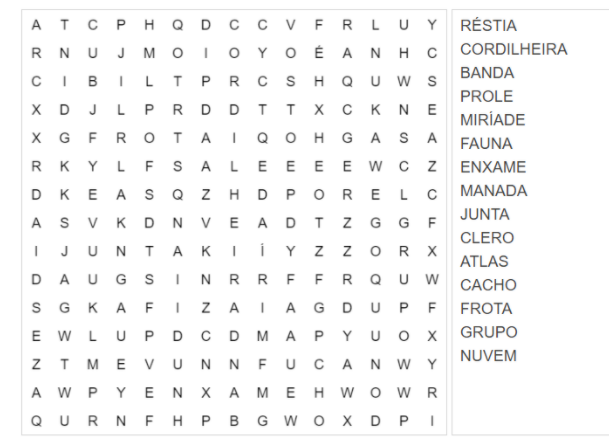 A T C P H Q D C C V F R L U Y
R N U J M O I O Y O É A N H C
C I B I L T P R C S H Q U W S
X D J L P R D D T T X C K N E
X G F R O T A I Q O H G A S A
R K Y L F S A L E E E E W C Z
D K E A S Q Z H D P O R E L C
A S V K D N V E A D T Z G G F
I J U N T A K I Í Y Z Z O R X
D A U G S I N R R F F R Q U W
S G K A F I Z A I A G D U P F
E W L U P D C D M A P Y U O X
Z T M E V U N N F U C A N W Y
A W P Y E N X A M E H W O W R
Q U R N F H P B G W O X D P I
RÉSTIA
CORDILHEIRA
BANDA
PROLE
MIRÍADE
FAUNA
ENXAME
MANADA
JUNTA
CLERO
ATLAS
CACHO
FROTA
GRUPO
NUVEM